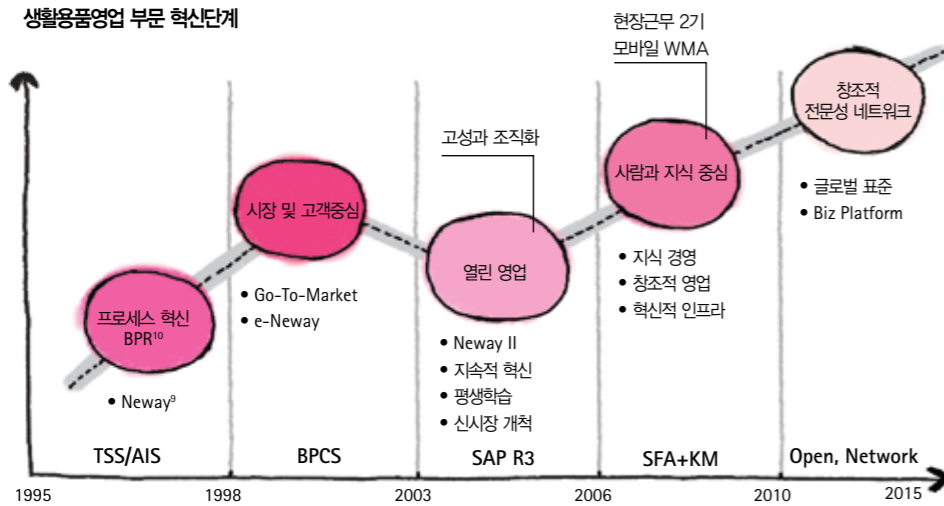 생활용품영업 부문 혁신단계
현장근무 2기
모바일 WMA
창조적
전문성 네트워크
고성과 조직화
사람과 지식 중심
• 글로벌 표준
• Biz Platform
시장 및 고객중심
열린 영업
• 지식 경영
• 창조적 영업
• 혁신적 인프라
• Go-To-Market
• e-Neway
프로세스 혁신
BPR¹⁰
• Neway II
• 지속적 혁신
• 평생학습
• 신시장 개척
• Neway⁹
TSS/AIS
BPCS
SAP R3
SFA+KM
Open, Network
1995
1998
2003
2006
2010
2015